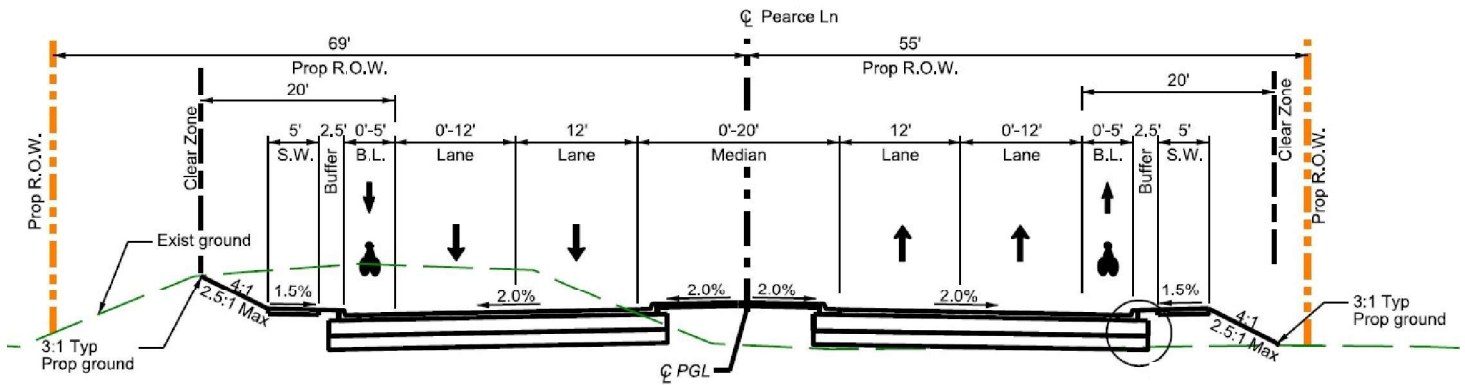 ℄ Pearce Ln
69'
55'
Prop R.O.W.
Prop R.O.W.
20'
20'
Prop R.O.W.
Clear Zone
Clear Zone
Prop R.O.W.
5'
2.5'
0'-5'
0'-12'
12'
0'-20'
12'
0'-12'
0'-5'
2.5'
5'
S.W.
Buffer
B.L.
Lane
Lane
Median
Lane
Lane
B.L.
Buffer
S.W.
Exist ground
4:1
2.5:1 Max
1.5%
2.0%
2.0%
2.0%
2.0%
1.5%
4:1
2.5:1 Max
3:1 Typ
Prop ground
3:1 Typ
Prop ground
℄ PGL